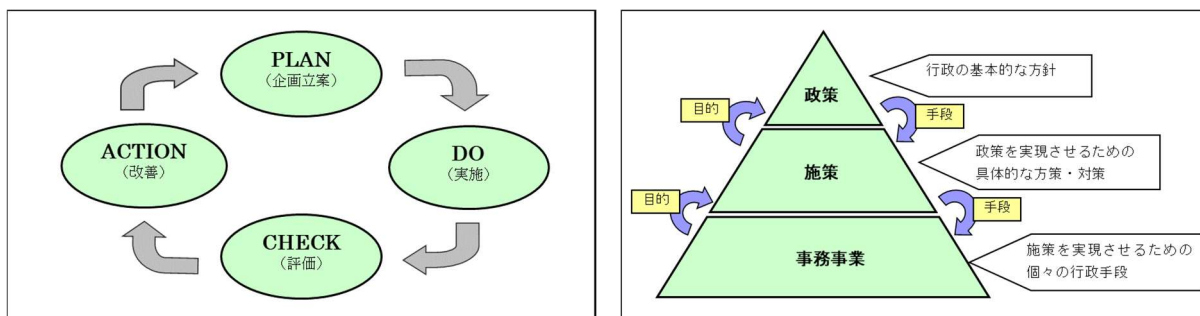 PLAN
（企画立案）
DO
（実施）
CHECK
（評価）
ACTION
（改善）
政策
行政の基本的な方針
目的
手段
施策
政策を実現させるための
具体的な方策・対策
目的
手段
事務事業
施策を実現させるための
個々の行政手段